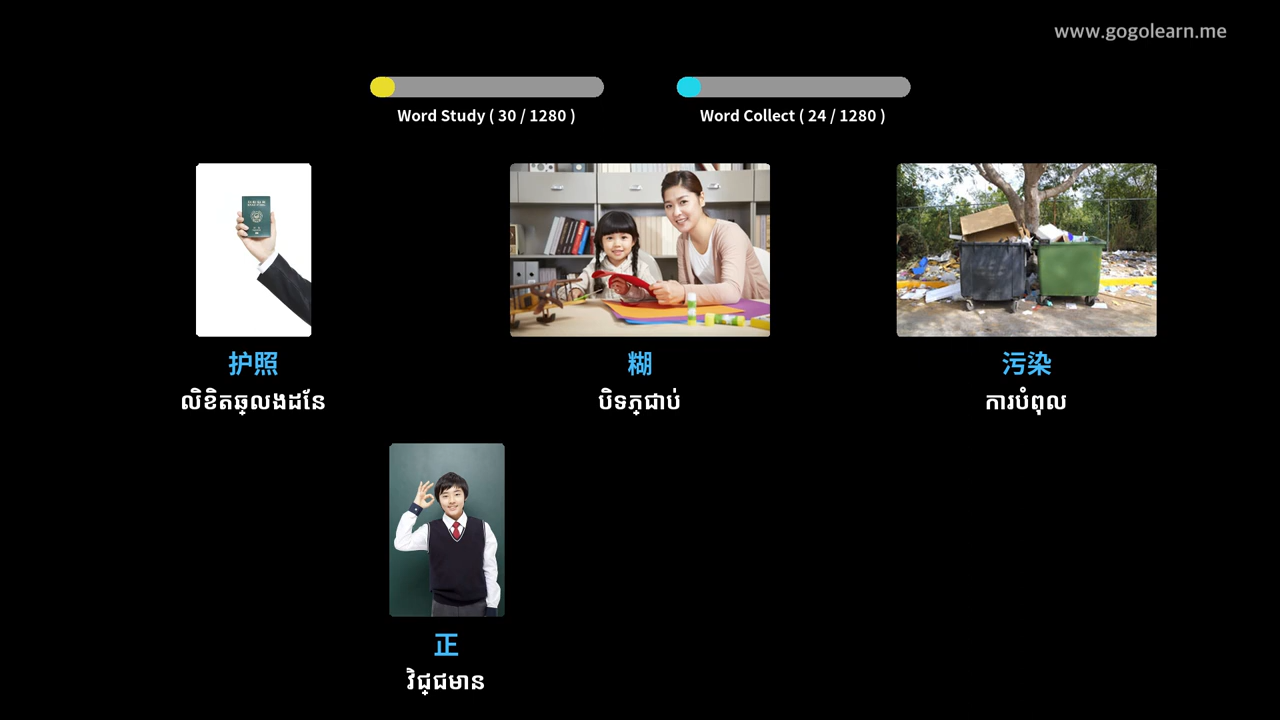 www.gogolearn.me
Word Study ( 30 / 1280 )
Word Collect ( 24 / 1280 )
护照
លិខិតឆ្លងដែន
糊
បិទភ្ជាប់
污染
ការបំពុល
正
វិជ្ជមាន